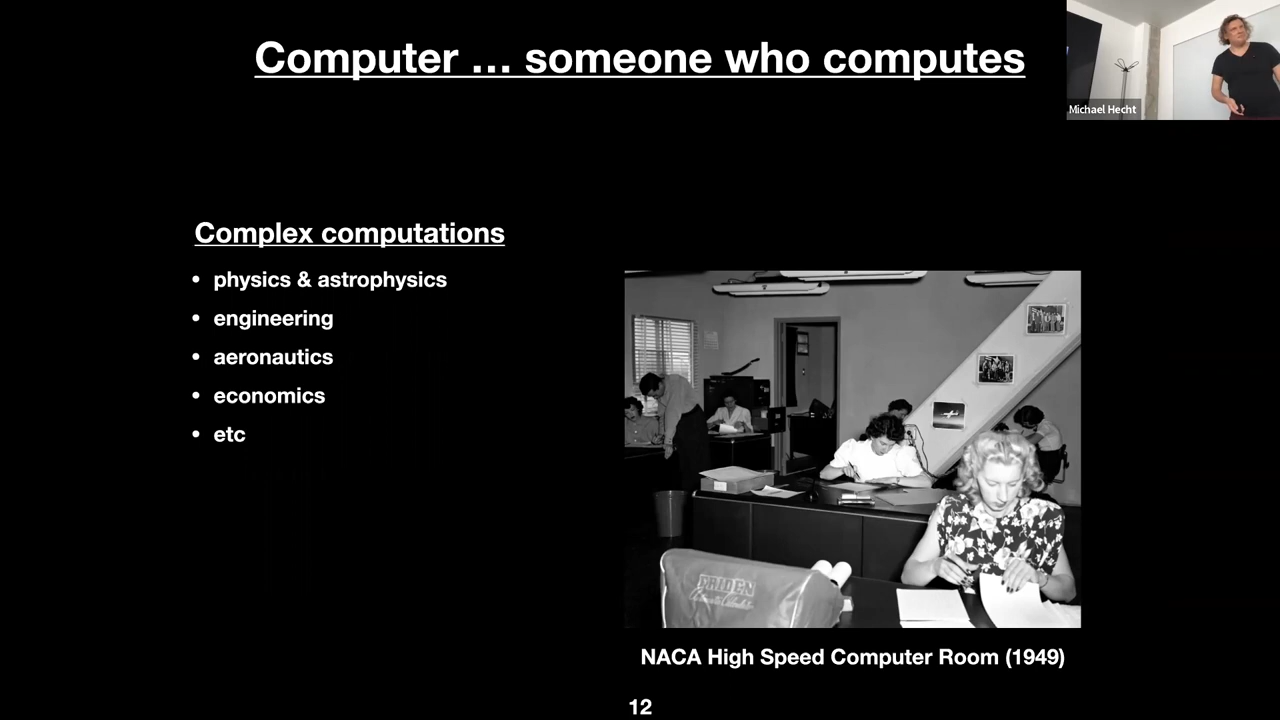 Computer ... someone who computes
Michael Hecht
Complex computations
• physics & astrophysics
• engineering
• aeronautics
• economics
• etc
FRIDEN
NACA High Speed Computer Room (1949)
12